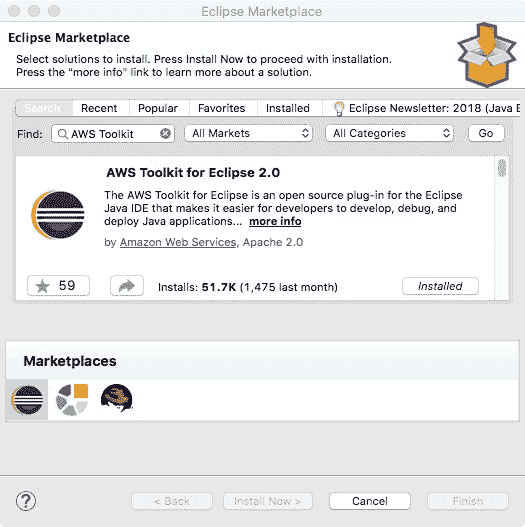 Eclipse Marketplace
Eclipse Marketplace
Select solutions to install. Press Install Now to proceed with installation.
Press the "more info" link to learn more about a solution.
Search Recent Popular Favorites Installed Eclipse Newsletter: 2018 (Java E
Find: AWS Toolkit All Markets All Categories Go
AWS Toolkit for Eclipse 2.0
The AWS Toolkit for Eclipse is an open source plug-in for the Eclipse
Java IDE that makes it easier for developers to develop, debug, and
deploy Java applications... more info
by Amazon Web Services, Apache 2.0
59 Installs: 51.7K (1,475 last month) Installed
Marketplaces
? < Back Install Now > Cancel Finish